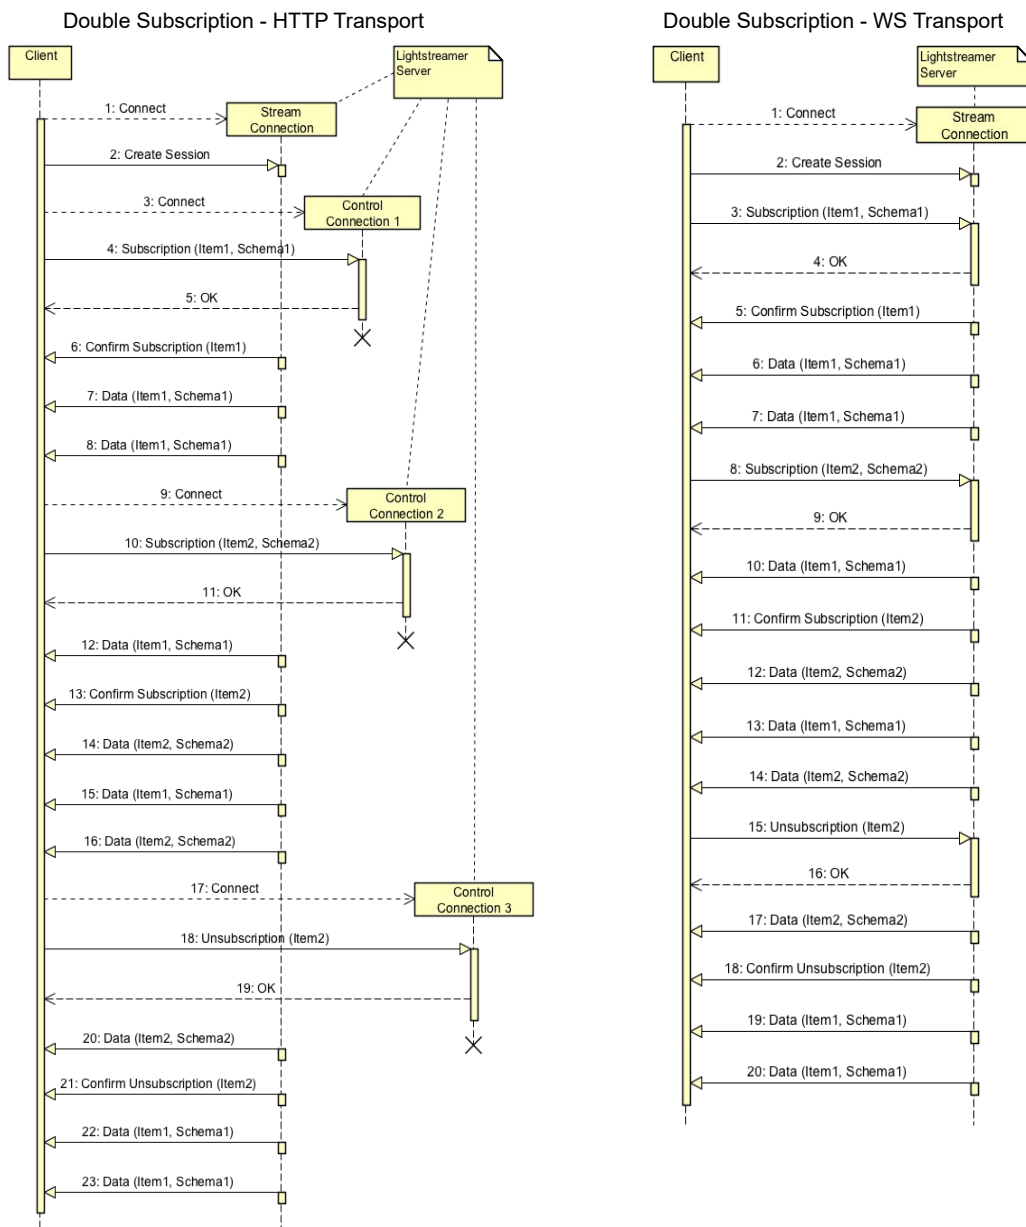 Double Subscription - HTTP Transport
Client
Lightstreamer
Server
1: Connect
Stream
Connection
2: Create Session
3: Connect
Control
Connection 1
4: Subscription (Item1, Schema1)
5: OK
6: Confirm Subscription (Item1)
7: Data (Item1, Schema1)
8: Data (Item1, Schema1)
9: Connect
Control
Connection 2
10: Subscription (Item2, Schema2)
11: OK
12: Data (Item1, Schema1)
13: Confirm Subscription (Item2)
14: Data (Item2, Schema2)
15: Data (Item1, Schema1)
16: Data (Item2, Schema2)
17: Connect
Control
Connection 3
18: Unsubscription (Item2)
19: OK
20: Data (Item2, Schema2)
21: Confirm Unsubscription (Item2)
22: Data (Item1, Schema1)
23: Data (Item1, Schema1)
Double Subscription - WS Transport
Client
Lightstreamer
Server
1: Connect
Stream
Connection
2: Create Session
3: Subscription (Item1, Schema1)
4: OK
5: Confirm Subscription (Item1)
6: Data (Item1, Schema1)
7: Data (Item1, Schema1)
8: Subscription (Item2, Schema2)
9: OK
10: Data (Item1, Schema1)
11: Confirm Subscription (Item2)
12: Data (Item2, Schema2)
13: Data (Item1, Schema1)
14: Data (Item2, Schema2)
15: Unsubscription (Item2)
16: OK
17: Data (Item2, Schema2)
18: Confirm Unsubscription (Item2)
19: Data (Item1, Schema1)
20: Data (Item1, Schema1)